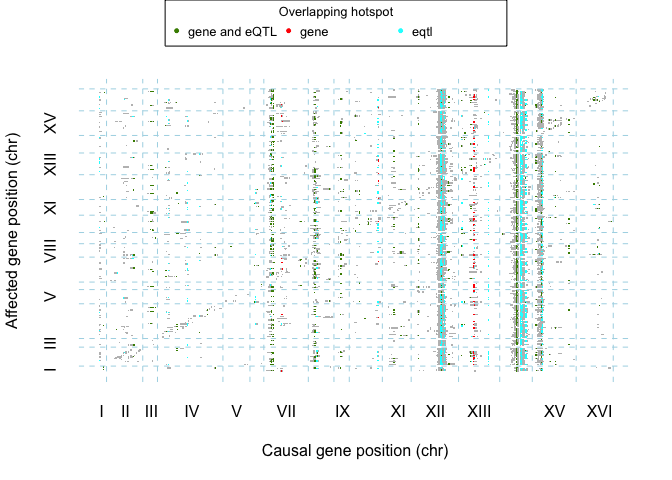 Overlapping hotspot
gene and eQTL gene eqtl
Affected gene position (chr)
XV
XIII
XI
VIII
V
III
I
I II III IV V VII IX XI XII XIII XV XVI
Causal gene position (chr)